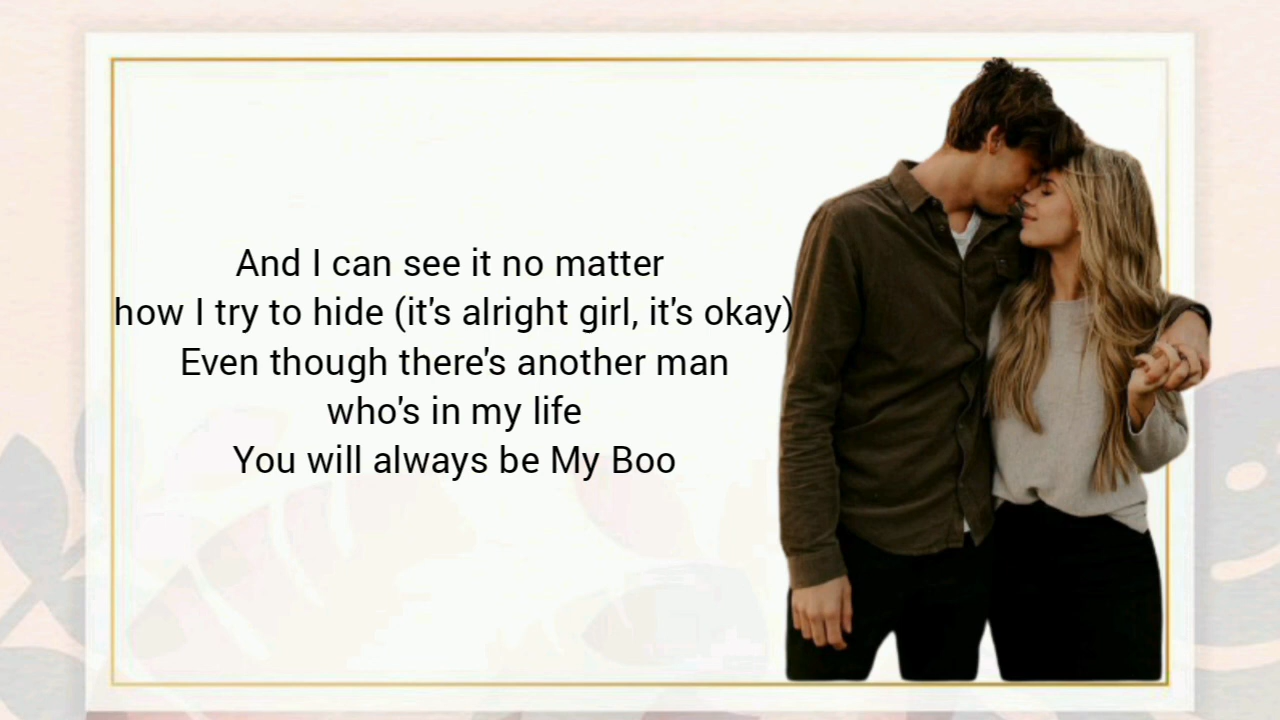 And I can see it no matter
how I try to hide (it's alright girl, it's okay)
Even though there's another man
who's in my life
You will always be My Boo